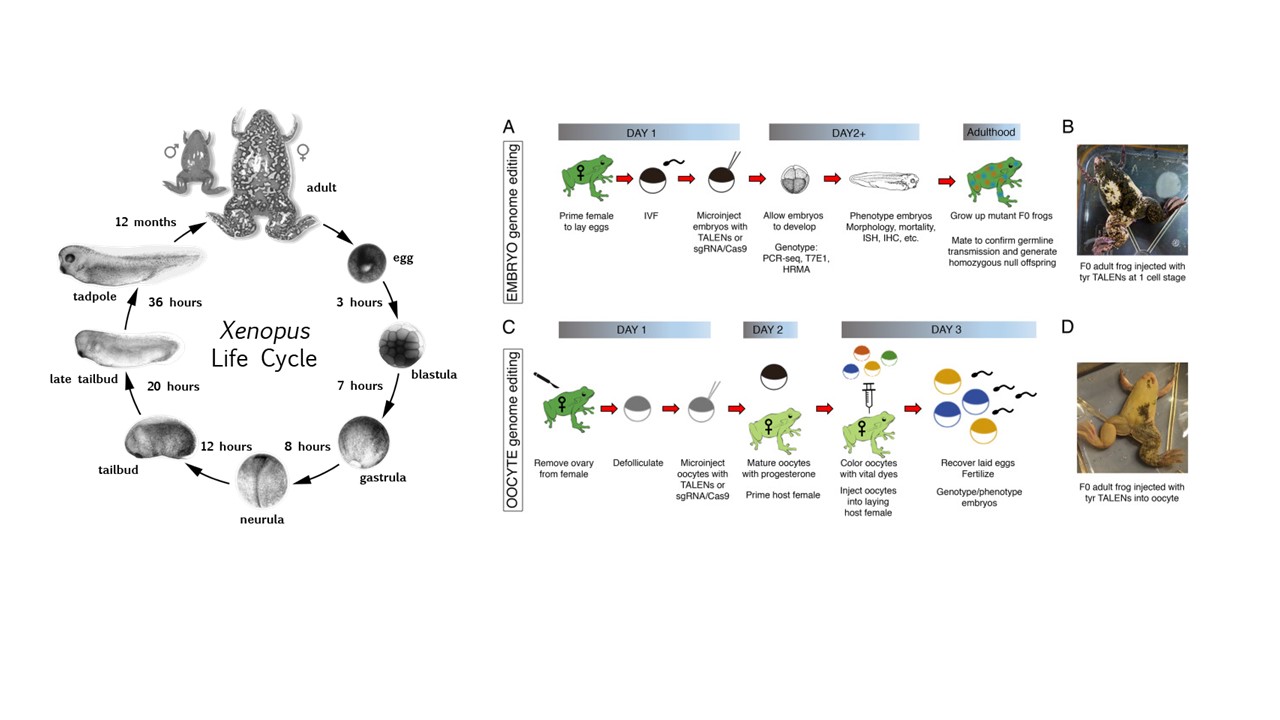 ♂
♀
adult
12 months
egg
tadpole
36 hours
3 hours
Xenopus
Life Cycle
late tailbud
blastula
20 hours
7 hours
12 hours
8 hours
tailbud
gastrula
neurula
A
DAY 1
DAY2+
Adulthood
B
EMBRYO genome editing
♀
Prime female
to lay eggs
IVF
Microinject
embryos with
TALENs or
sgRNA/Cas9
Allow embryos
to develop
Genotype:
PCR-seq, T7E1,
HRMA
Phenotype embryos
Morphology, mortality,
ISH, IHC, etc.
Grow up mutant F0 frogs
Mate to confirm germline
transmission and generate
homozygous null offspring
F0 adult frog injected with
tyr TALENs at 1 cell stage
C
DAY 1
DAY 2
DAY 3
D
OOCYTE genome editing
♀
♀
♀
Remove ovary
from female
Defolliculate
Microinject
oocytes with
TALENs or
sgRNA/Cas9
Mature oocytes
with progesterone
Prime host female
Color oocytes
with vital dyes
Inject oocytes
into laying
host female
Recover laid eggs
Fertilize
Genotype/phenotype
embryos
F0 adult frog injected with
tyr TALENs into oocyte